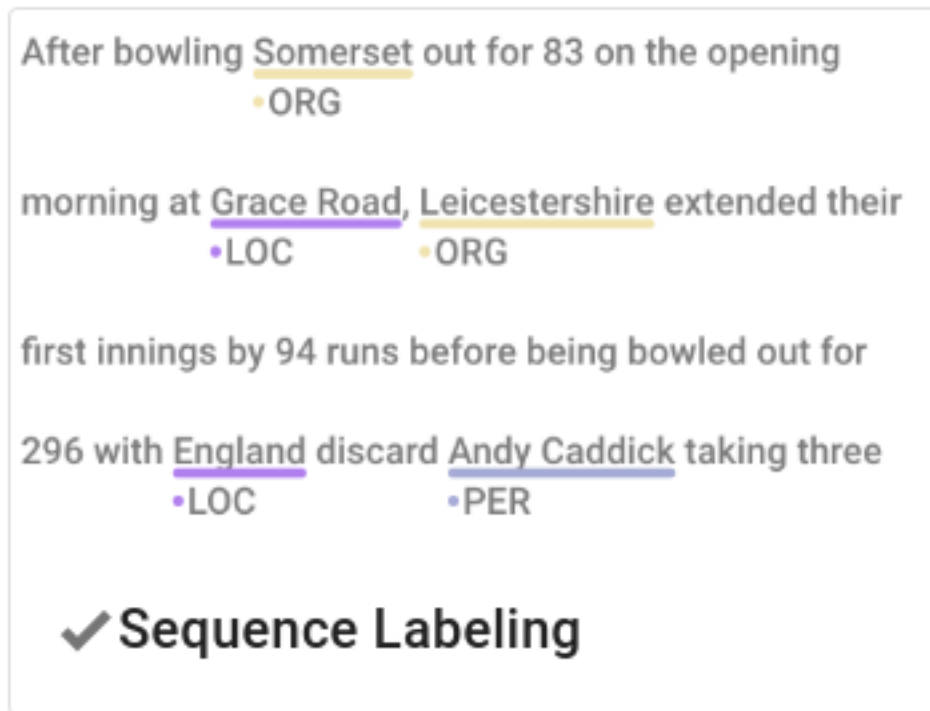 After bowling Somerset out for 83 on the opening
•ORG
morning at Grace Road, Leicestershire extended their
•LOC •ORG
first innings by 94 runs before being bowled out for
296 with England discard Andy Caddick taking three
•LOC •PER
Sequence Labeling